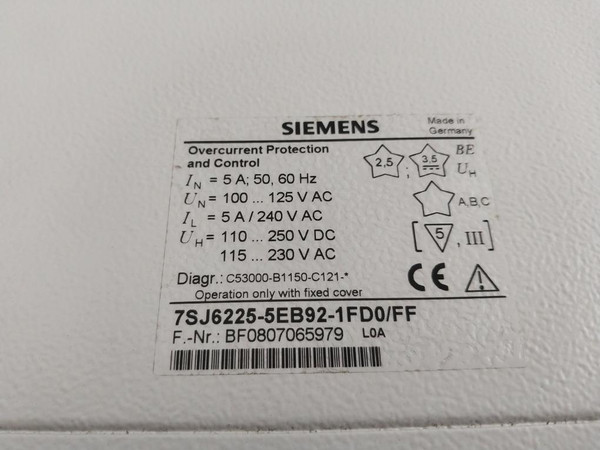 SIEMENS
Made in
Germany
Overcurrent Protection
and Control
2,5 ; 3,5 BE
UH
IN = 5 A; 50, 60 Hz
UN = 100 ... 125 V AC
A,B,C
IL = 5 A / 240 V AC
UH = 110 ... 250 V DC
[5, III]
115 ... 230 V AC
Diagr.: C53000-B1150-C121-*
CE
Operation only with fixed cover
7SJ6225-5EB92-1FD0/FF
F.-Nr.: BF0807065979 L0A